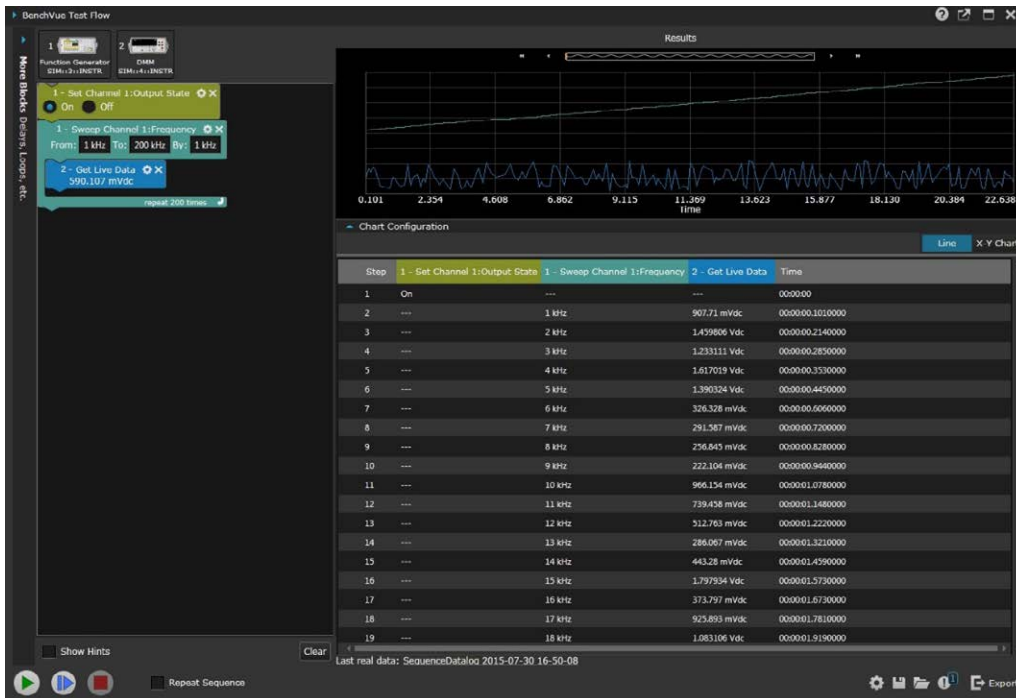 BenchVue Test Flow
More Blocks Delays, Loops, etc.
1
Function Generator
SIM::3::INSTR
2
DMM
SIM::4::INSTR
1 - Set Channel 1:Output State
On Off
1 - Sweep Channel 1:Frequency
From: 1 kHz To: 200 kHz By: 1 kHz
2 - Get Live Data
590.107 mVdc
repeat 200 times
Results
0.101 2.354 4.608 6.862 9.115 11.369 13.623 15.877 18.130 20.384 22.638
Time
Chart Configuration
Line X-Y Chart
Step 1 - Set Channel 1:Output State 1 - Sweep Channel 1:Frequency 2 - Get Live Data Time
1 On --- --- 00:00:00
2 --- 1 kHz 907.71 mVdc 00:00:00.1010000
3 --- 2 kHz 1.459806 Vdc 00:00:00.2140000
4 --- 3 kHz 1.233111 Vdc 00:00:00.2850000
5 --- 4 kHz 1.617019 Vdc 00:00:00.3530000
6 --- 5 kHz 1.390324 Vdc 00:00:00.4450000
7 --- 6 kHz 326.328 mVdc 00:00:00.6060000
8 --- 7 kHz 291.587 mVdc 00:00:00.7200000
9 --- 8 kHz 256.845 mVdc 00:00:00.8280000
10 --- 9 kHz 222.104 mVdc 00:00:00.9440000
11 --- 10 kHz 966.154 mVdc 00:00:01.0780000
12 --- 11 kHz 739.458 mVdc 00:00:01.1480000
13 --- 12 kHz 512.763 mVdc 00:00:01.2220000
14 --- 13 kHz 286.067 mVdc 00:00:01.3210000
15 --- 14 kHz 443.28 mVdc 00:00:01.4590000
16 --- 15 kHz 1.797934 Vdc 00:00:01.5730000
17 --- 16 kHz 373.797 mVdc 00:00:01.6730000
18 --- 17 kHz 925.893 mVdc 00:00:01.7810000
19 --- 18 kHz 1.083106 Vdc 00:00:01.9190000
Show Hints Clear
Last real data: SequenceDatalog 2015-07-30 16-50-08
Repeat Sequence
1
Export